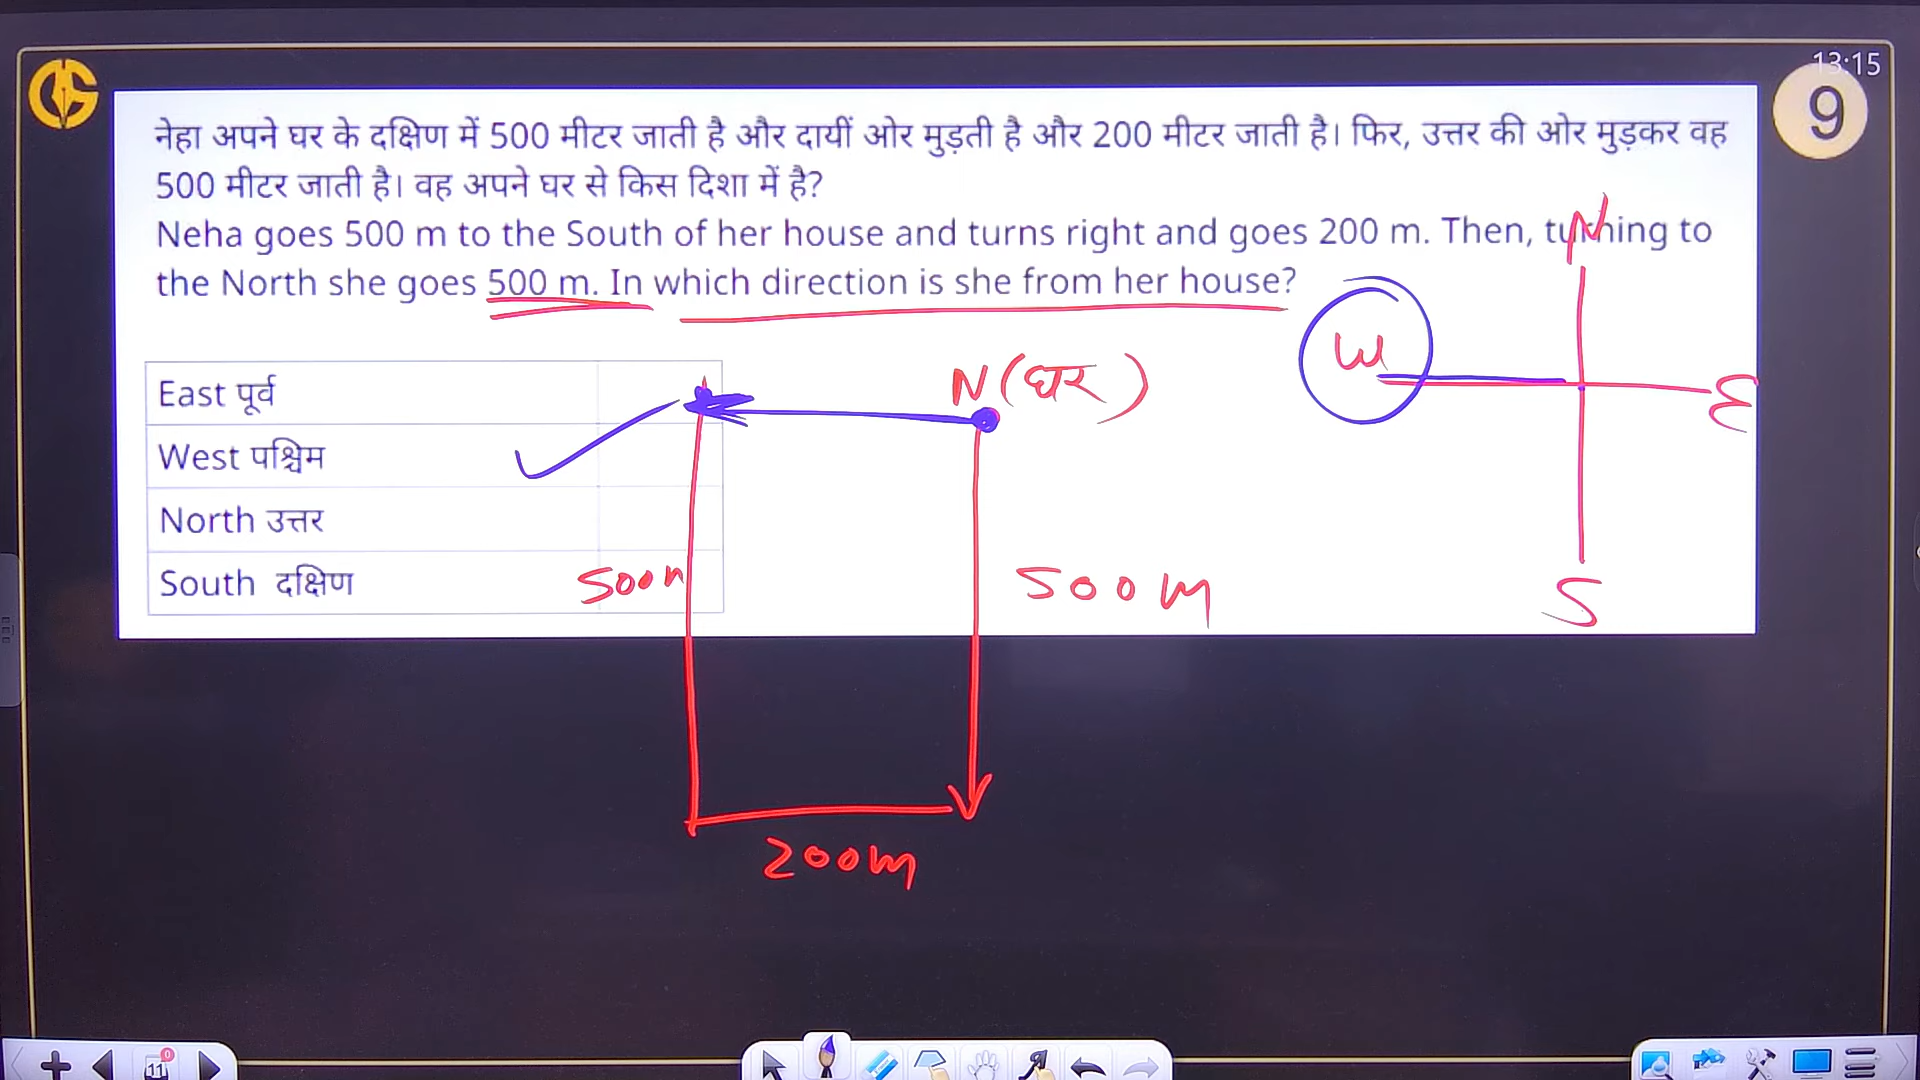 13:15
9
नेहा अपने घर के दक्षिण में 500 मीटर जाती है और दायीं ओर मुड़ती है और 200 मीटर जाती है। फिर, उत्तर की ओर मुड़कर वह
500 मीटर जाती है। वह अपने घर से किस दिशा में है?
Neha goes 500 m to the South of her house and turns right and goes 200 m. Then, turning to
the North she goes 500 m. In which direction is she from her house?
N
W
E
S
East पूर्व
West पश्चिम
North उत्तर
South दक्षिण
N (घर)
500m
500m
200m
11
0